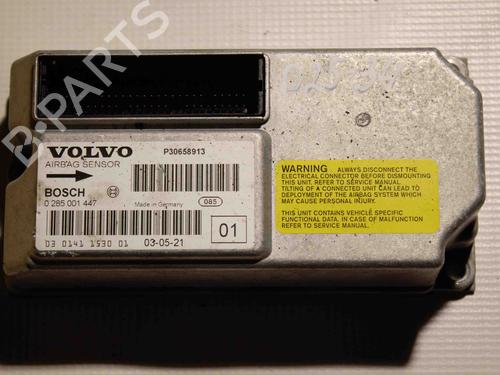 B-PARTS
025-34
VOLVO
P30658913
AIRBAG SENSOR
BOSCH
0 285 001 447
Made in Germany
085
01
03 0141 1530 01
03-05-21
WARNING ALWAYS DISCONNECT THE
ELECTRICAL CONNECTOR BEFORE DISMOUNTING
THIS UNIT, REFER TO SERVICE MANUAL.
TILTING OF A CONNECTED UNIT CAN LEAD TO
DEPLOYMENT OF THE AIRBAG SYSTEM WHICH
MAY CAUSE PERSONAL INJURY.
THIS UNIT CONTAINS VEHICLE SPECIFIC
FUNCTIONAL DATA. IN CASE OF MALFUNCTION
REFER TO SERVICE MANUAL.